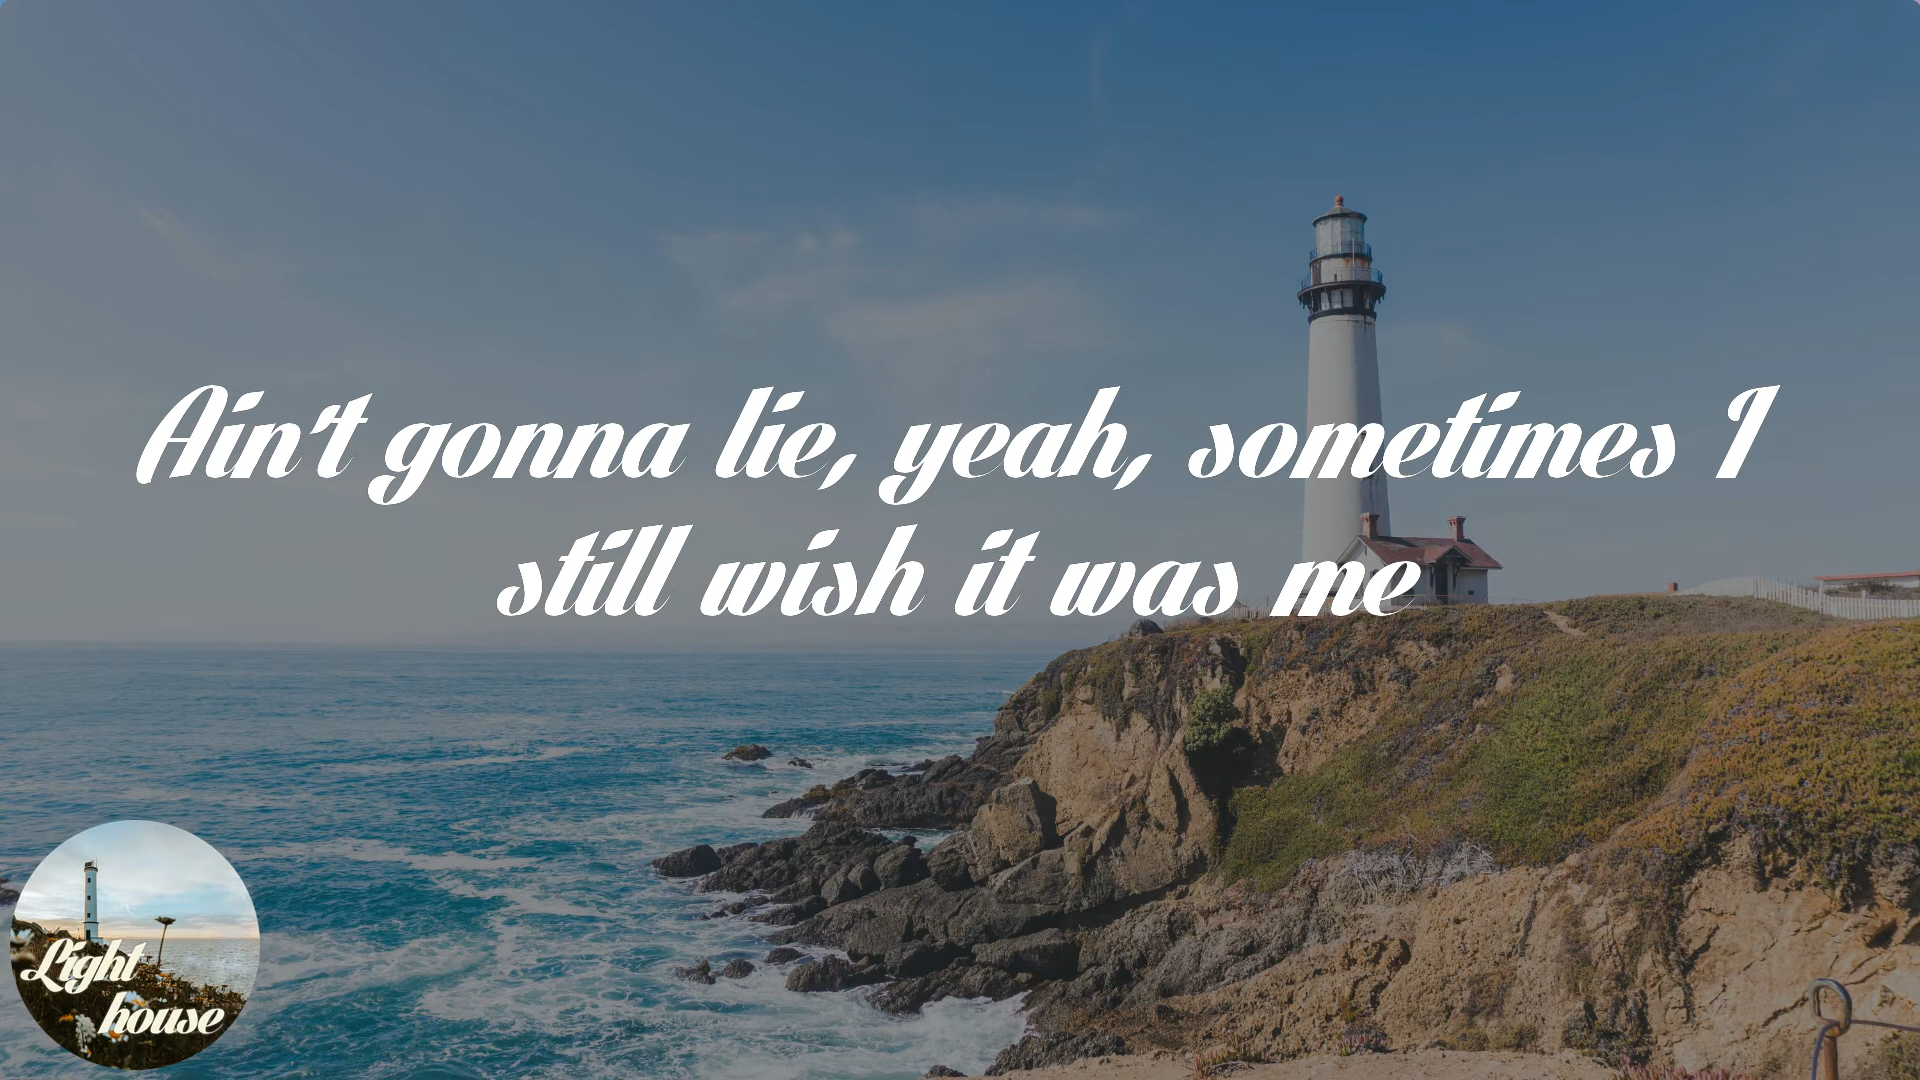 Ain't gonna lie, yeah, sometimes I
still wish it was me
Light
house